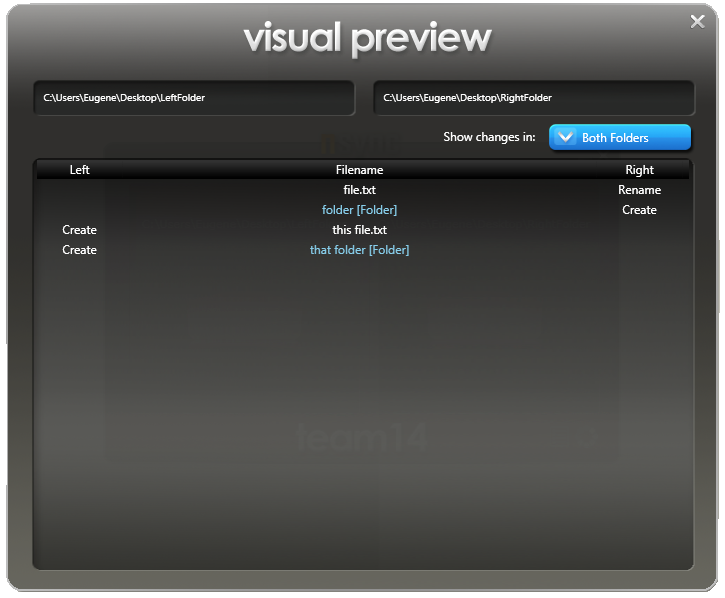 visual preview
C:\Users\Eugene\Desktop\LeftFolder C:\Users\Eugene\Desktop\RightFolder
Show changes in: Both Folders
Left Filename Right
file.txt Rename
folder [Folder] Create
Create this file.txt
Create that folder [Folder]
team14